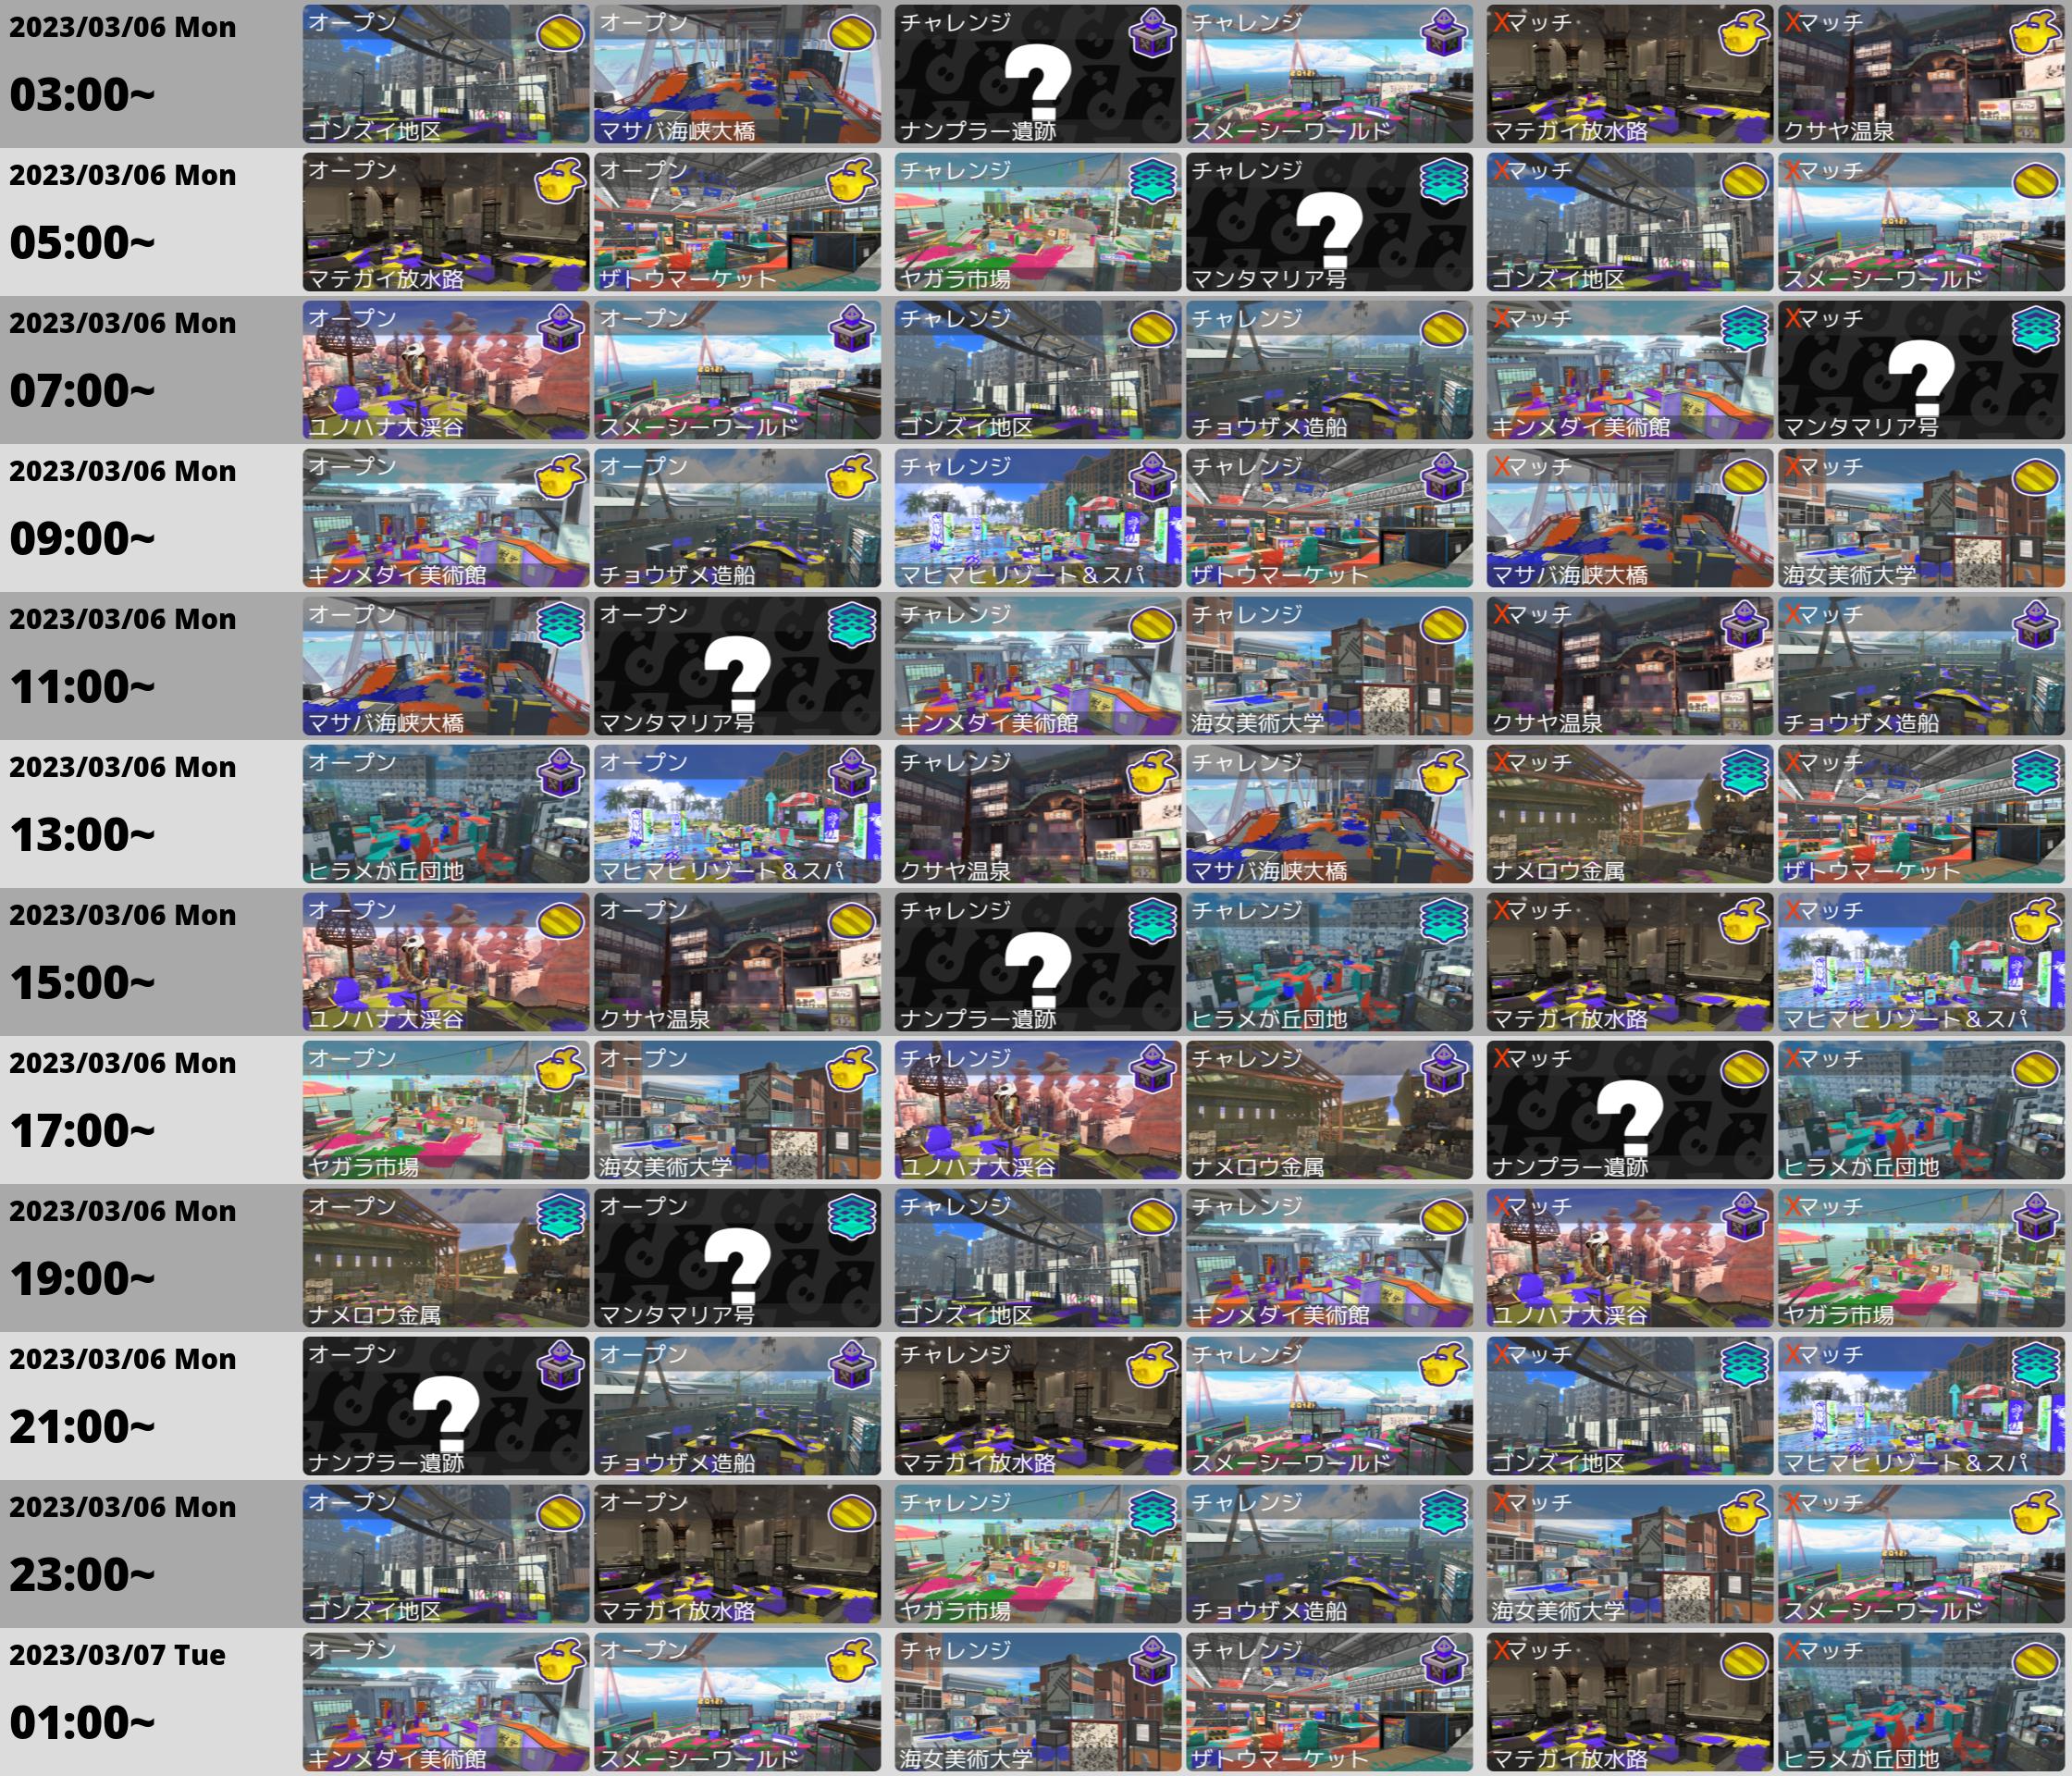 2023/03/06 Mon
03:00~
オープン
ゴンズイ地区
オープン
マサバ海峡大橋
チャレンジ
ナンプラー遺跡
チャレンジ
スメーシーワールド
Xマッチ
マテガイ放水路
Xマッチ
クサヤ温泉
2023/03/06 Mon
05:00~
オープン
マテガイ放水路
オープン
ザトウマーケット
チャレンジ
ヤガラ市場
チャレンジ
マンタマリア号
Xマッチ
ゴンズイ地区
Xマッチ
スメーシーワールド
2023/03/06 Mon
07:00~
オープン
ユノハナ大渓谷
オープン
スメーシーワールド
チャレンジ
ゴンズイ地区
チャレンジ
チョウザメ造船
Xマッチ
キンメダイ美術館
Xマッチ
マンタマリア号
2023/03/06 Mon
09:00~
オープン
キンメダイ美術館
オープン
チョウザメ造船
チャレンジ
マヒマヒリゾート＆スパ
チャレンジ
ザトウマーケット
Xマッチ
マサバ海峡大橋
Xマッチ
海女美術大学
2023/03/06 Mon
11:00~
オープン
マサバ海峡大橋
オープン
マンタマリア号
チャレンジ
キンメダイ美術館
チャレンジ
海女美術大学
Xマッチ
クサヤ温泉
Xマッチ
チョウザメ造船
2023/03/06 Mon
13:00~
オープン
ヒラメが丘団地
オープン
マヒマヒリゾート＆スパ
チャレンジ
クサヤ温泉
チャレンジ
マサバ海峡大橋
Xマッチ
ナメロウ金属
Xマッチ
ザトウマーケット
2023/03/06 Mon
15:00~
オープン
ユノハナ大渓谷
オープン
クサヤ温泉
チャレンジ
ナンプラー遺跡
チャレンジ
ヒラメが丘団地
Xマッチ
マテガイ放水路
Xマッチ
マヒマヒリゾート＆スパ
2023/03/06 Mon
17:00~
オープン
ヤガラ市場
オープン
海女美術大学
チャレンジ
ユノハナ大渓谷
チャレンジ
ナメロウ金属
Xマッチ
ナンプラー遺跡
Xマッチ
ヒラメが丘団地
2023/03/06 Mon
19:00~
オープン
ナメロウ金属
オープン
マンタマリア号
チャレンジ
ゴンズイ地区
チャレンジ
キンメダイ美術館
Xマッチ
ユノハナ大渓谷
Xマッチ
ヤガラ市場
2023/03/06 Mon
21:00~
オープン
ナンプラー遺跡
オープン
チョウザメ造船
チャレンジ
マテガイ放水路
チャレンジ
スメーシーワールド
Xマッチ
ゴンズイ地区
Xマッチ
マヒマヒリゾート＆スパ
2023/03/06 Mon
23:00~
オープン
ゴンズイ地区
オープン
マテガイ放水路
チャレンジ
ヤガラ市場
チャレンジ
チョウザメ造船
Xマッチ
海女美術大学
Xマッチ
スメーシーワールド
2023/03/07 Tue
01:00~
オープン
キンメダイ美術館
オープン
スメーシーワールド
チャレンジ
海女美術大学
チャレンジ
ザトウマーケット
Xマッチ
マテガイ放水路
Xマッチ
ヒラメが丘団地